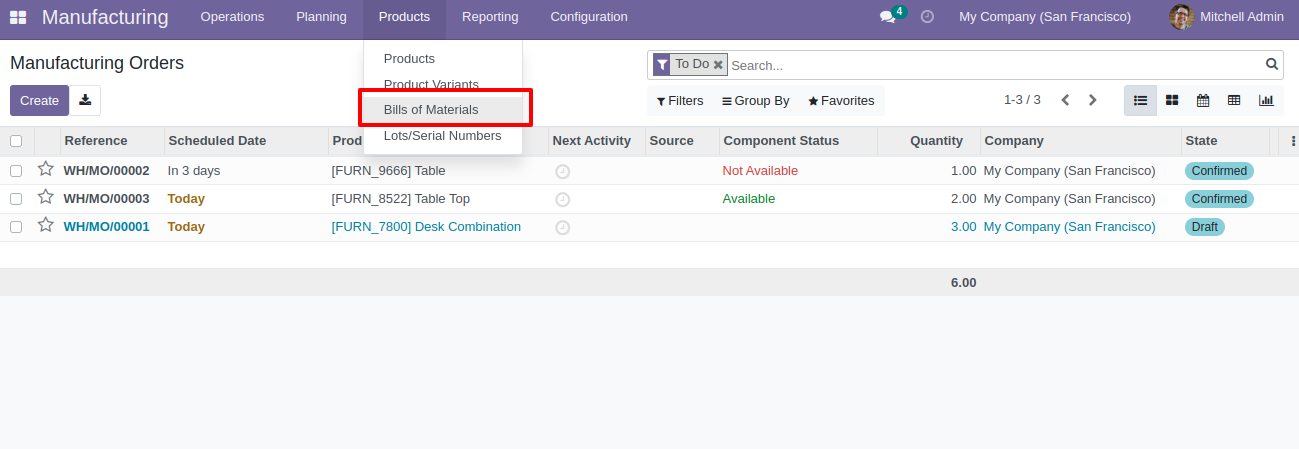 Manufacturing Operations Planning Products Reporting Configuration 4 My Company (San Francisco) Mitchell Admin
Products
Manufacturing Orders To Do Search...
Product Variants
Create Filters Group By Favorites 1-3 / 3
Bills of Materials
Lots/Serial Numbers
Reference Scheduled Date Prod Next Activity Source Component Status Quantity Company State
WH/MO/00002 In 3 days [FURN_9666] Table Not Available 1.00 My Company (San Francisco) Confirmed
WH/MO/00003 Today [FURN_8522] Table Top Available 2.00 My Company (San Francisco) Confirmed
WH/MO/00001 Today [FURN_7800] Desk Combination 3.00 My Company (San Francisco) Draft
6.00